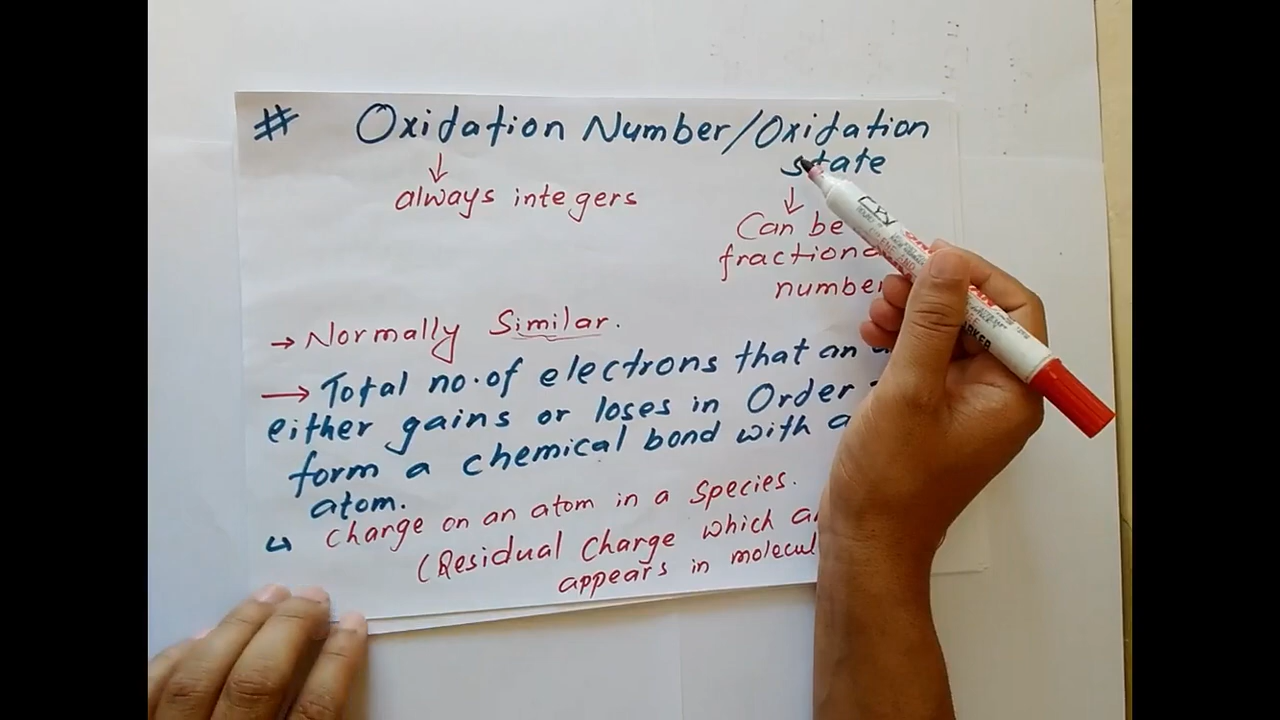 # Oxidation Number/Oxidation
state
↓ ↓
always integers
Can be
fractional
number
→ Normally Similar.
→ Total no. of electrons that an
either gains or loses in Order
form a chemical bond with
atom.
↳ charge on an atom in a species.
(Residual charge which
appears in
MARKER